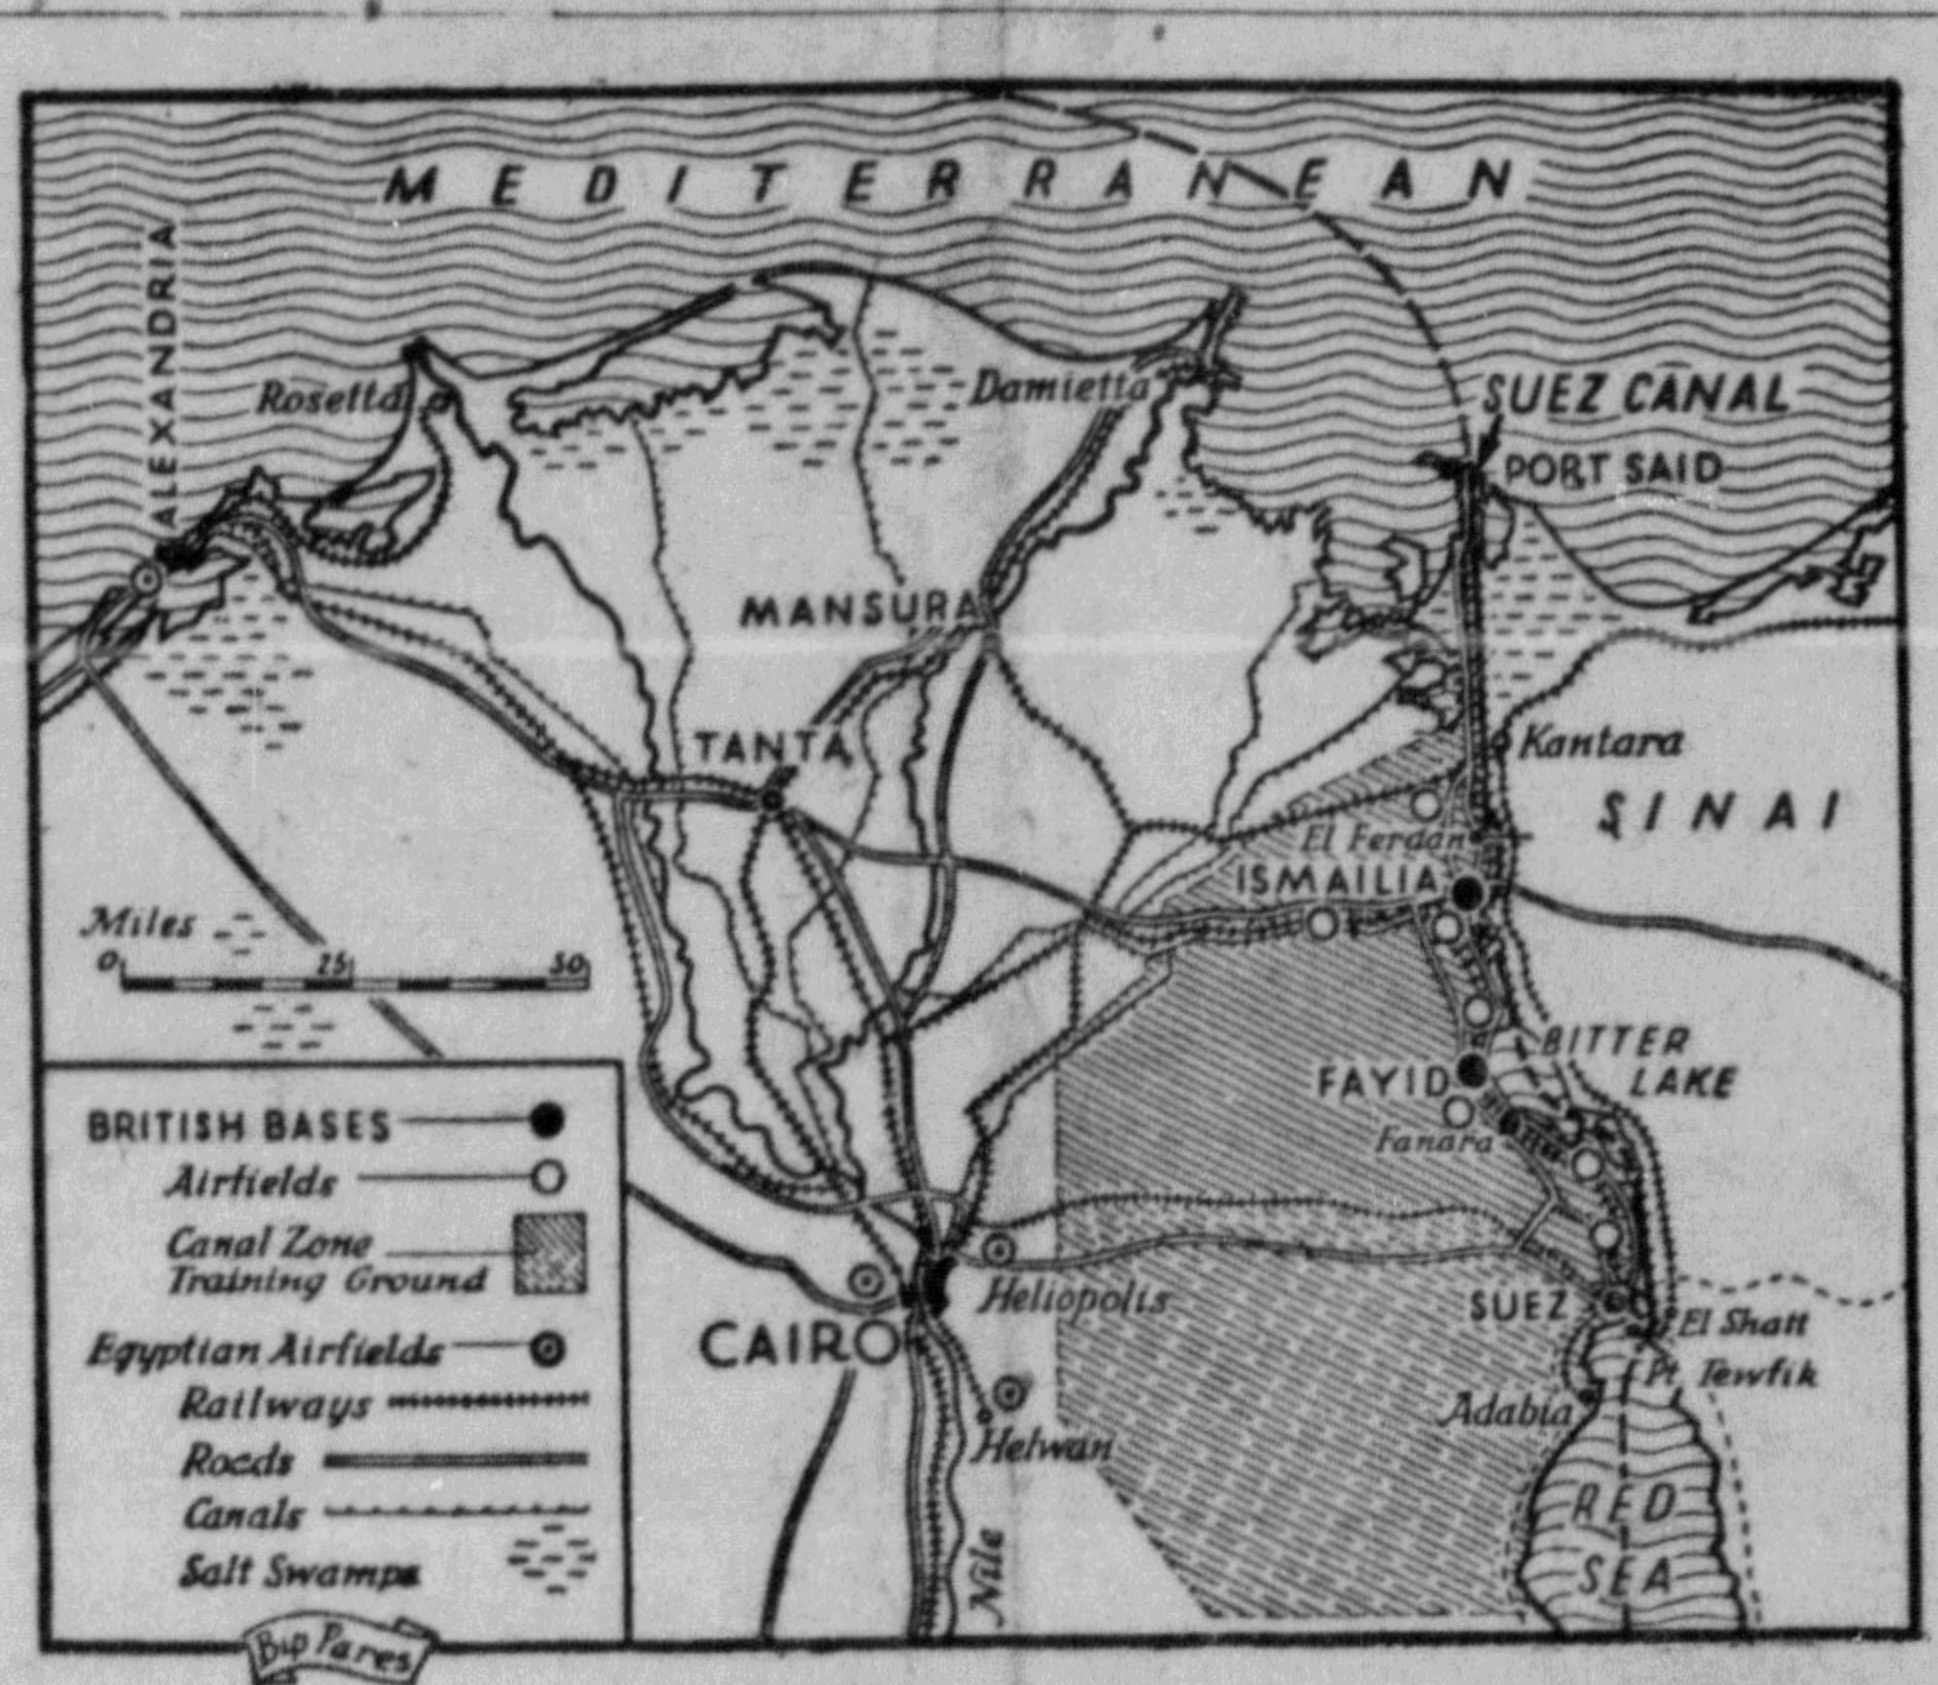 MEDITERRANEAN
ALEXANDRIA
Rosetta
Damietta
SUEZ CANAL
PORT SAID
MANSURA
TANTA
Kantara
SINAI
El Ferdan
ISMAILIA
Miles
0 25 50
BITTER
LAKE
FAYID
Fanara
BRITISH BASES
Airfields
Canal Zone
Training Ground
Egyptian Airfields
Railways
Roads
Canals
Salt Swamps
Heliopolis
CAIRO
Helwan
Nile
SUEZ
El Shatt
Pt. Tewfik
Adabia
RED
SEA
Bip Pares